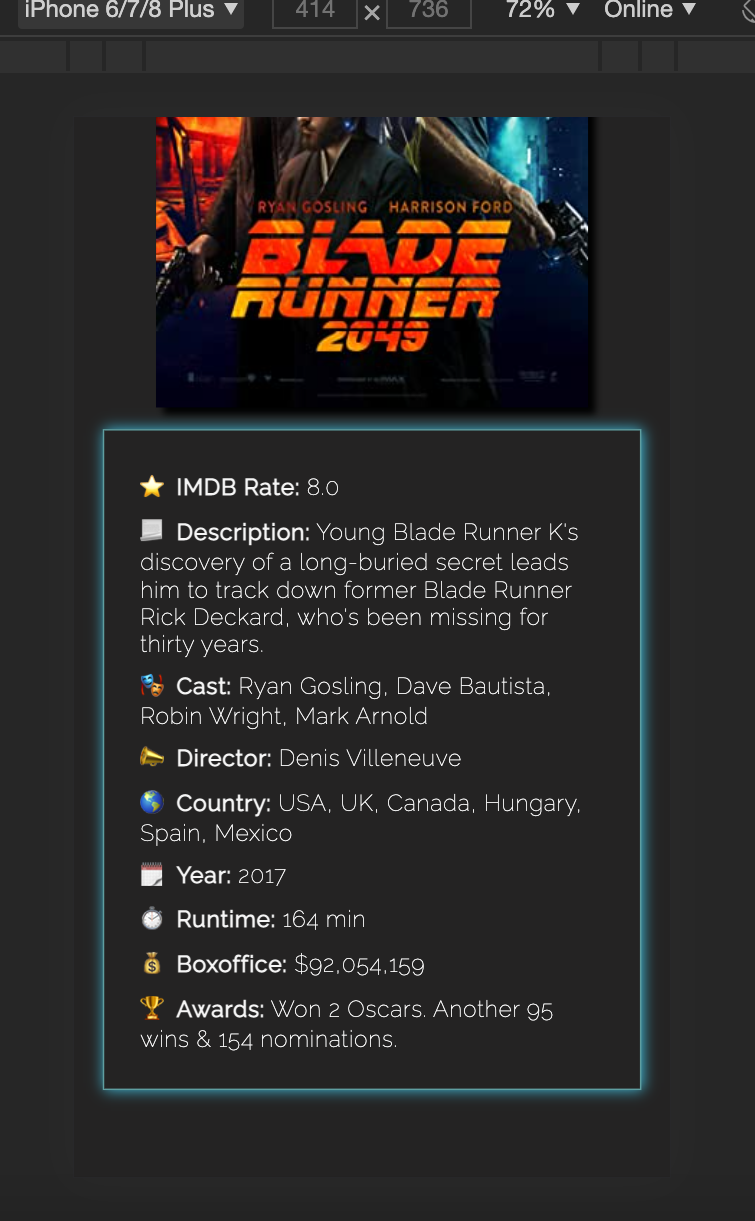 iPhone 6/7/8 Plus ▼ 414 × 736 72% ▼ Online ▼
RYAN GOSLING HARRISON FORD
BLADE
RUNNER
2049
IMAX
⭐ IMDB Rate: 8.0
📃 Description: Young Blade Runner K's
discovery of a long-buried secret leads
him to track down former Blade Runner
Rick Deckard, who's been missing for
thirty years.
🎭 Cast: Ryan Gosling, Dave Bautista,
Robin Wright, Mark Arnold
📣 Director: Denis Villeneuve
🌎 Country: USA, UK, Canada, Hungary,
Spain, Mexico
🗓 Year: 2017
⏱ Runtime: 164 min
💰 Boxoffice: $92,054,159
🏆 Awards: Won 2 Oscars. Another 95
wins & 154 nominations.